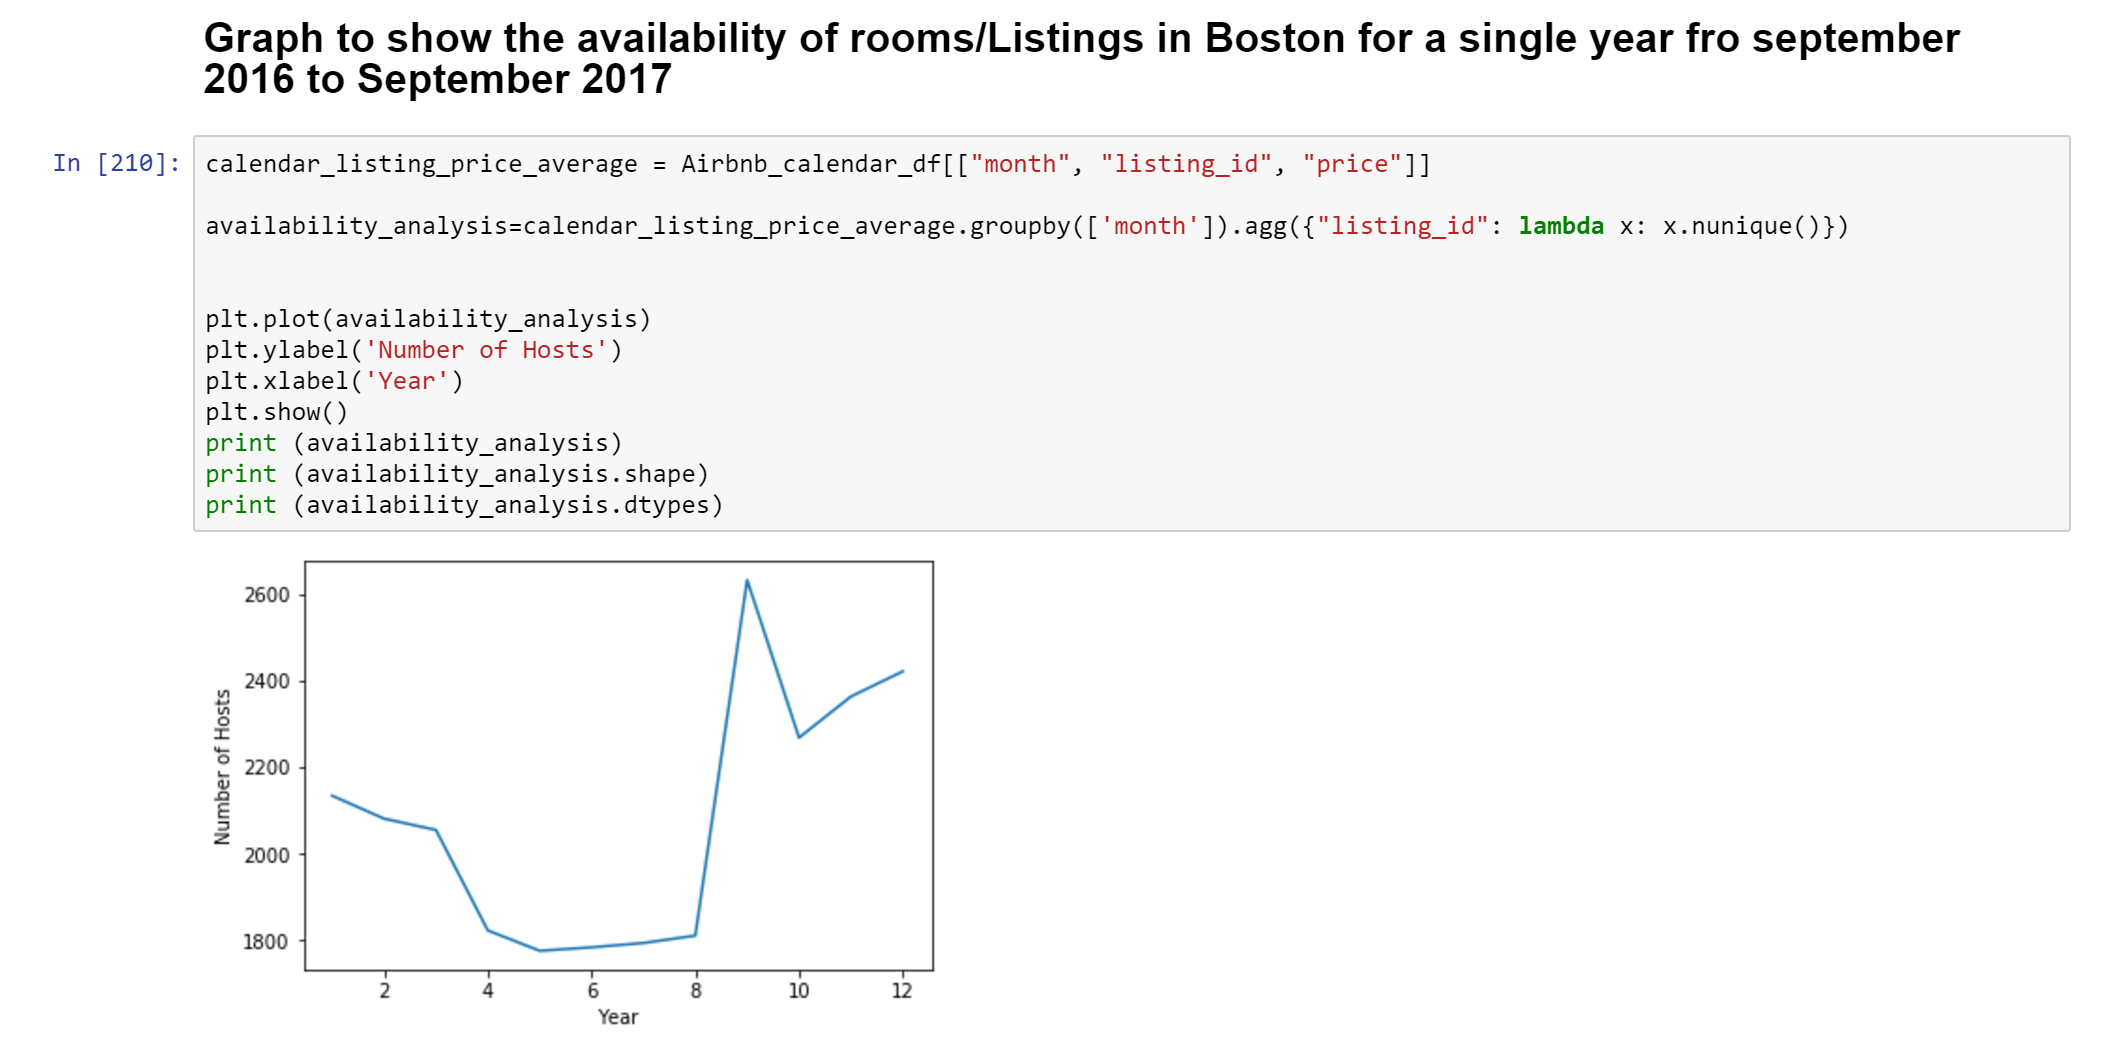 Graph to show the availability of rooms/Listings in Boston for a single year fro september
2016 to September 2017
In [210]:
calendar_listing_price_average = Airbnb_calendar_df[["month", "listing_id", "price"]]
availability_analysis=calendar_listing_price_average.groupby(['month']).agg({"listing_id": lambda x: x.nunique()})
plt.plot(availability_analysis)
plt.ylabel('Number of Hosts')
plt.xlabel('Year')
plt.show()
print (availability_analysis)
print (availability_analysis.shape)
print (availability_analysis.dtypes)
2600
2400
2200
2000
1800
Number of Hosts
2 4 6 8 10 12
Year